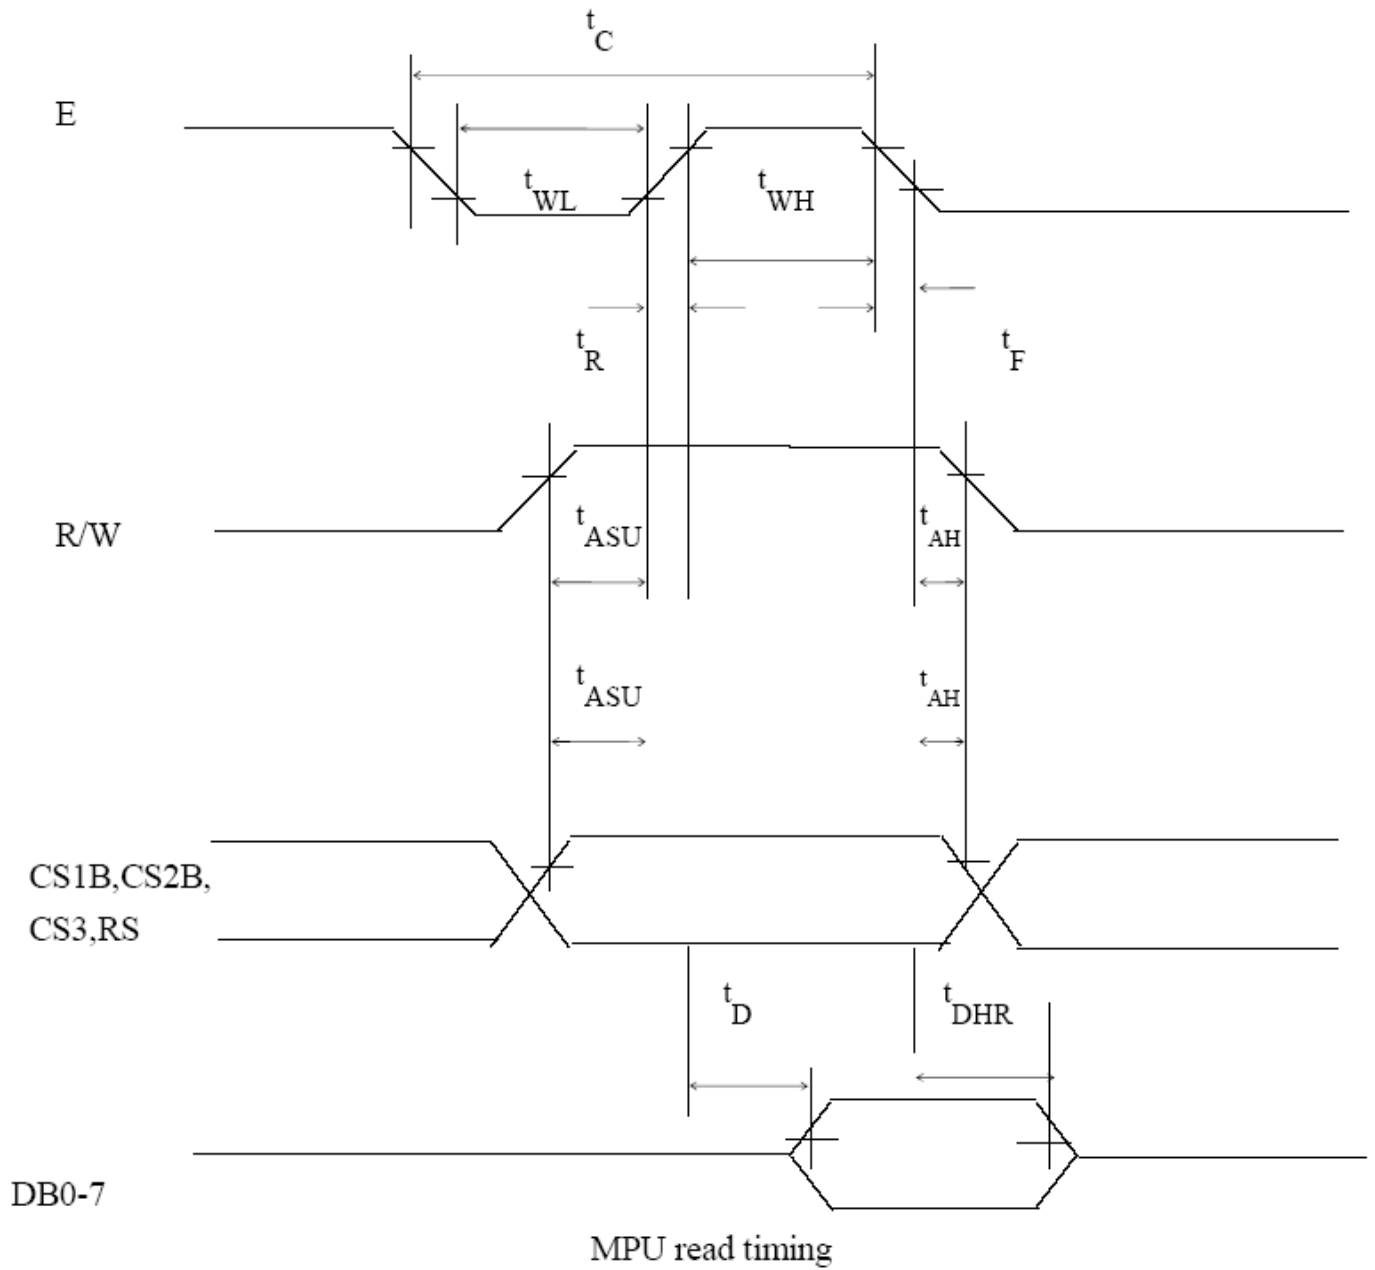 tC
E
tWL
tWH
tR
tF
R/W
tASU
tAH
tASU
tAH
CS1B,CS2B,
CS3,RS
tD
tDHR
DB0-7
MPU read timing